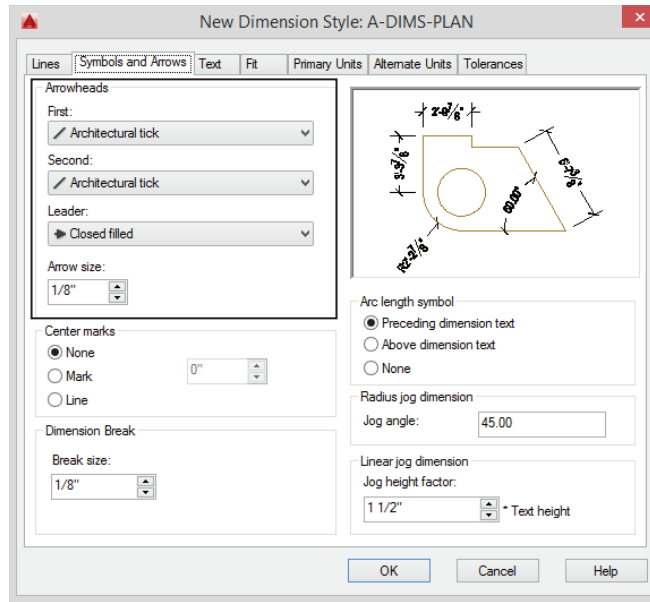 New Dimension Style: A-DIMS-PLAN
Lines Symbols and Arrows Text Fit Primary Units Alternate Units Tolerances
Arrowheads
First:
Architectural tick
Second:
Architectural tick
Leader:
Closed filled
Arrow size:
1/8"
Center marks
None
Mark
Line
0"
Dimension Break
Break size:
1/8"
60.00°
Arc length symbol
Preceding dimension text
Above dimension text
None
Radius jog dimension
Jog angle:
45.00
Linear jog dimension
Jog height factor:
1 1/2"
* Text height
OK Cancel Help